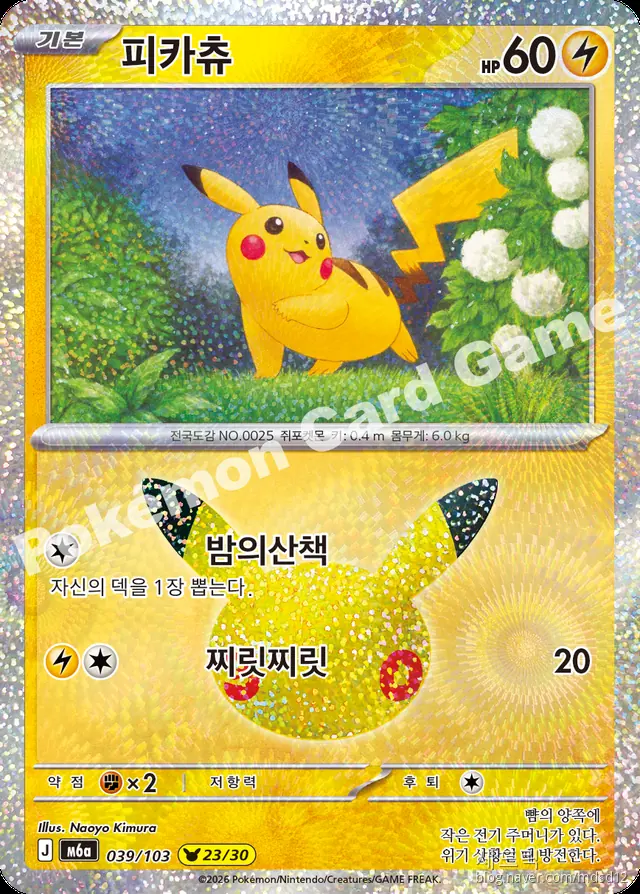 기본 피카츄 HP 60
전국도감 NO.0025 쥐포켓몬 키: 0.4 m 몸무게: 6.0 kg
Pokémon Card Game
밤의산책
자신의 덱을 1장 뽑는다.
찌릿찌릿 20
약점 ×2 저항력 후퇴
Illus. Naoyo Kimura
J M6a 039/103 23/30
뺨의 양쪽에
작은 전기 주머니가 있다.
위기 상황일 때 방전한다.
blog.naver.com/mdsd12
©2026 Pokémon/Nintendo/Creatures/GAME FREAK.